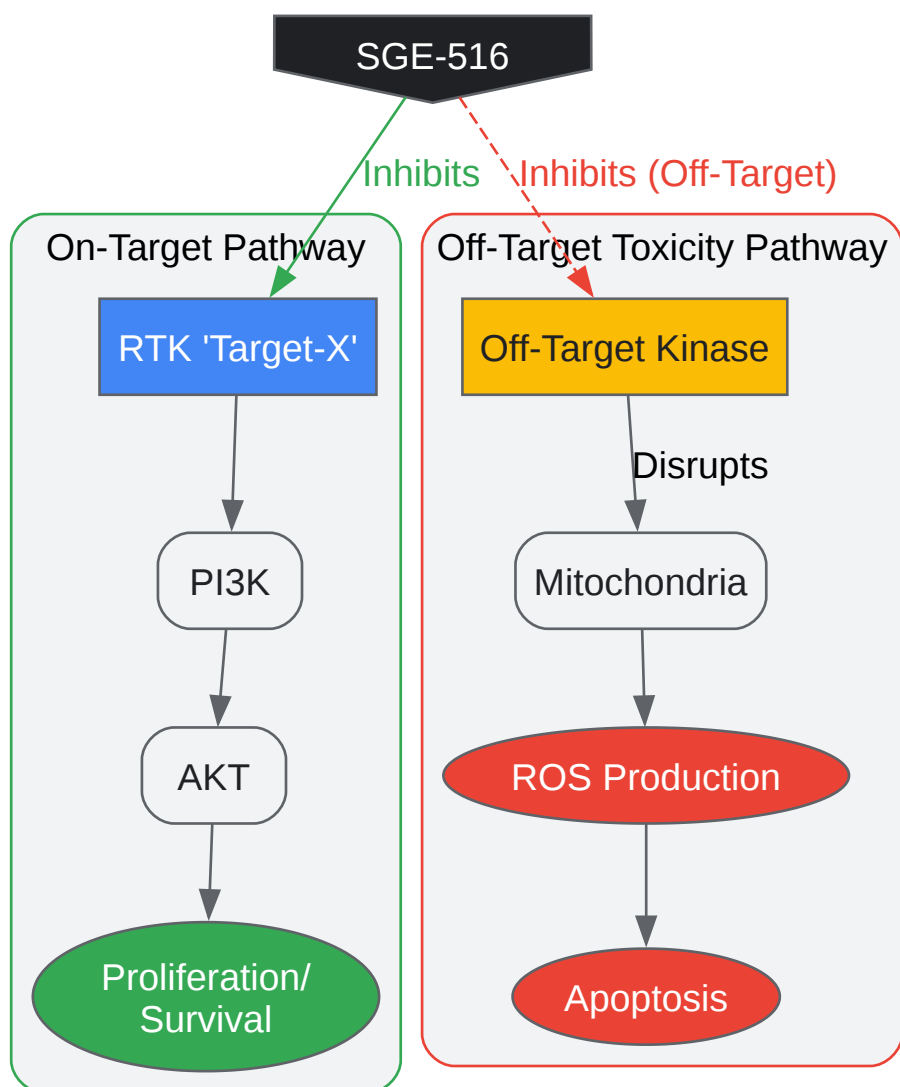 SGE-516
Inhibits
Inhibits (Off-Target)
On-Target Pathway
RTK 'Target-X'
PI3K
AKT
Proliferation/
Survival
Off-Target Toxicity Pathway
Off-Target Kinase
Disrupts
Mitochondria
ROS Production
Apoptosis